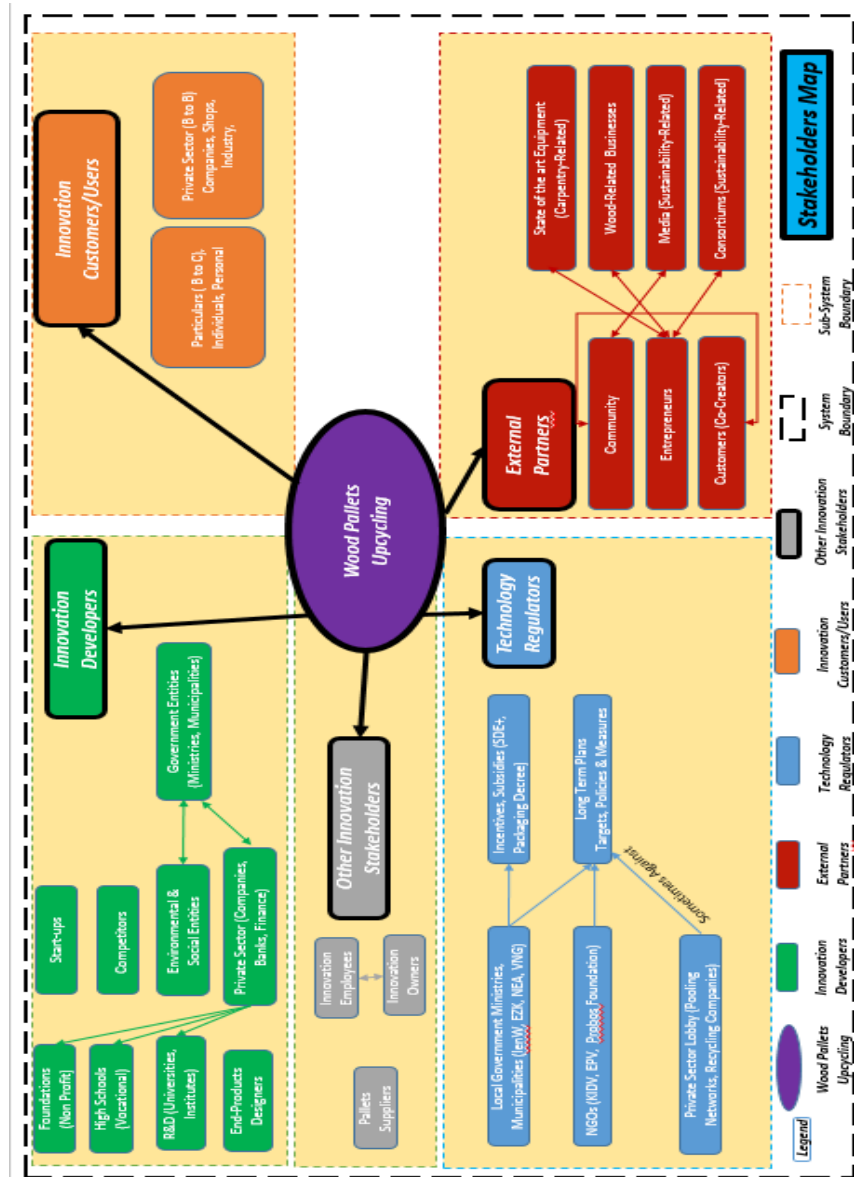 Innovation
Developers
Start-ups
Competitors
Government Entities
(Ministries, Municipalities)
Environmental &
Social Entities
Private Sector (Companies,
Banks, Finance)
Foundations
(Non Profit)
High Schools
(Vocational)
R&D (Universities,
Institutes)
End-Products
Designers
Innovation
Customers/Users
Particulars ( B to C),
Individuals, Personal
Private Sector (B to B)
Companies, Shops,
Industry,
Wood Pallets
Upcycling
Other Innovation
Stakeholders
Innovation
Employees
Innovation
Owners
Pallets
Suppliers
Technology
Regulators
Incentives, Subsidies (SDE+,
Packaging Decree)
Long Term Plans
Targets, Policies & Measures
Local Government Ministries,
Municipalities (IenW, EZK, NEA, VNG)
NGOs (KIDV, EPV, Probos Foundation)
Private Sector Lobby (Pooling
Networks, Recycling Companies)
Sometimes Against
External
Partners
Community
Entrepreneurs
Customers (Co-Creators)
State of the art Equipment
(Carpentry-Related)
Wood-Related Businesses
Media (Sustainability-Related)
Consortiums (Sustainability-Related)
Legend
Wood Pallets
Upcycling
Innovation
Developers
External
Partners
Technology
Regulators
Innovation
Customers/Users
Other Innovation
Stakeholders
System
Boundary
Sub-System
Boundary
Stakeholders Map